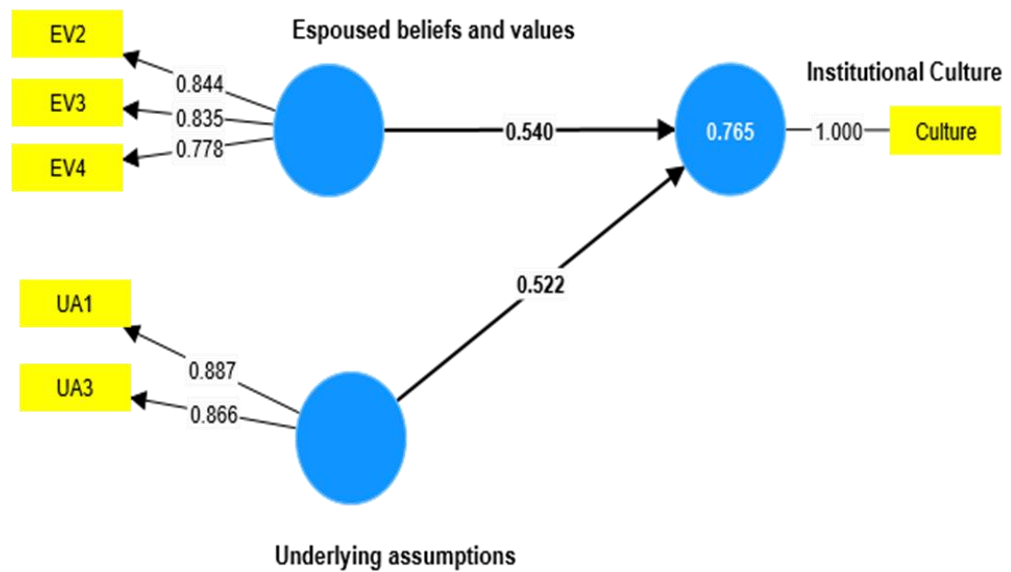 EV2
Espoused beliefs and values
0.844
Institutional Culture
EV3
0.835
0.540
0.765
1.000
Culture
0.778
EV4
0.522
UA1
0.887
UA3
0.866
Underlying assumptions